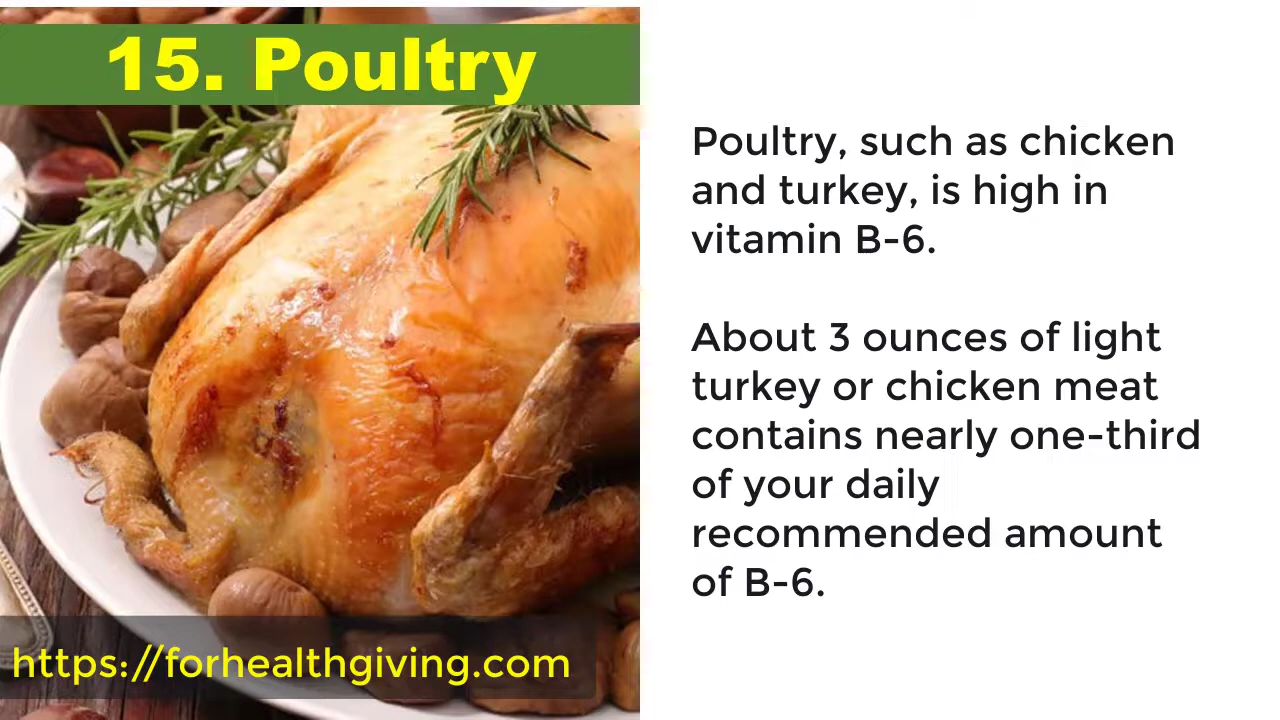 15. Poultry
Poultry, such as chicken
and turkey, is high in
vitamin B-6.
About 3 ounces of light
turkey or chicken meat
contains nearly one-third
of your daily
recommended amount
of B-6.
https://forhealthgiving.com